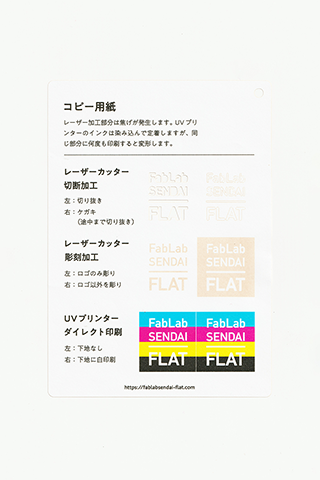 コピー用紙
レーザー加工部分は焦げが発生します。UVプリ
ンターのインクは染み込んで定着しますが、同
じ部分に何度も印刷すると変形します。
レーザーカッター
切断加工
左：切り抜き
右：ケガキ
（途中まで切り抜き）
FabLab FabLab
SENDAI SENDAI
FLAT FLAT
レーザーカッター
彫刻加工
左：ロゴのみ彫り
右：ロゴ以外を彫り
FabLab FabLab
SENDAI SENDAI
FLAT FLAT
UVプリンター
ダイレクト印刷
左：下地なし
右：下地に白印刷
FabLab FabLab
SENDAI SENDAI
FLAT FLAT
https://fablabsendai-flat.com